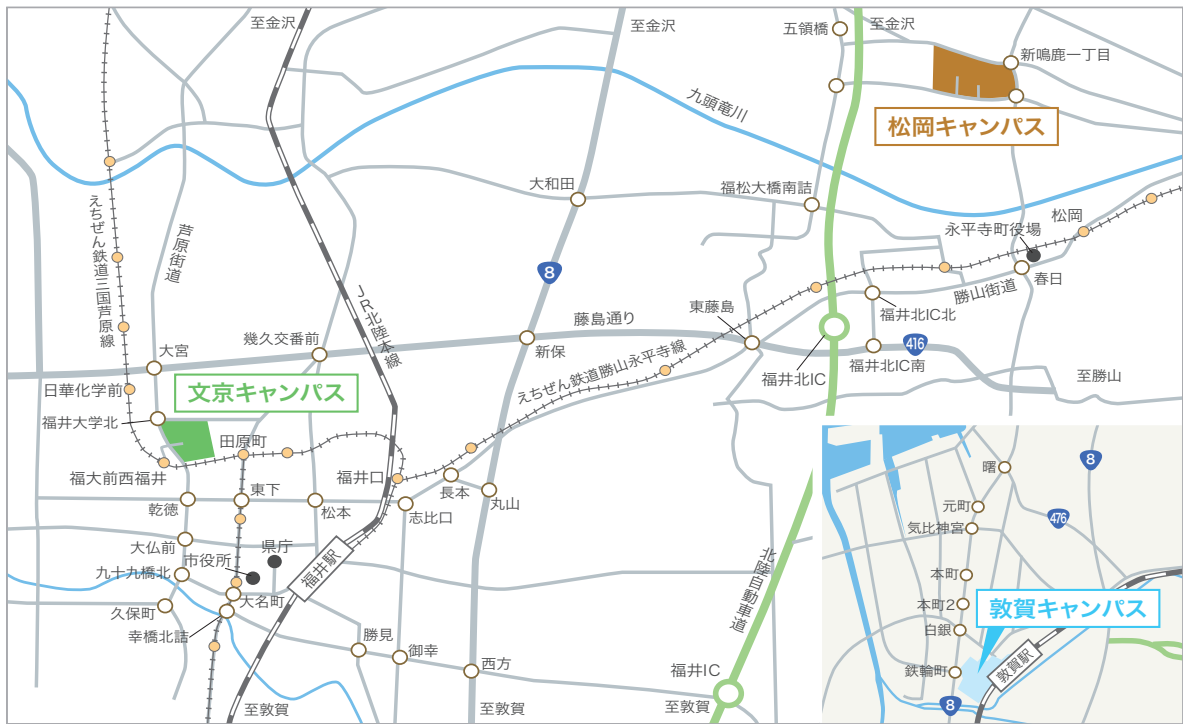 至金沢
至金沢
五領橋
至金沢
新鳴鹿一丁目
九頭竜川
松岡キャンパス
大和田
福松大橋南詰
松岡
永平寺町役場
えちぜん鉄道三国芦原線
芦原街道
8
JR北陸本線
勝山街道
春日
東藤島
福井北IC北
藤島通り
幾久交番前
新保
416
大宮
えちぜん鉄道勝山永平寺線
福井北IC
福井北IC南
至勝山
日華化学前
文京キャンパス
福井大学北
田原町
福大前西福井
福井口
長本
東下
丸山
乾徳
松本
志比口
大仏前
県庁
市役所
福井駅
九十九橋北
大名町
久保町
幸橋北詰
勝見
御幸
西方
北陸自動車道
福井IC
至敦賀
至敦賀
至敦賀
曙
8
元町
476
気比神宮
本町
本町2
敦賀キャンパス
白銀
敦賀駅
鉄輪町
8